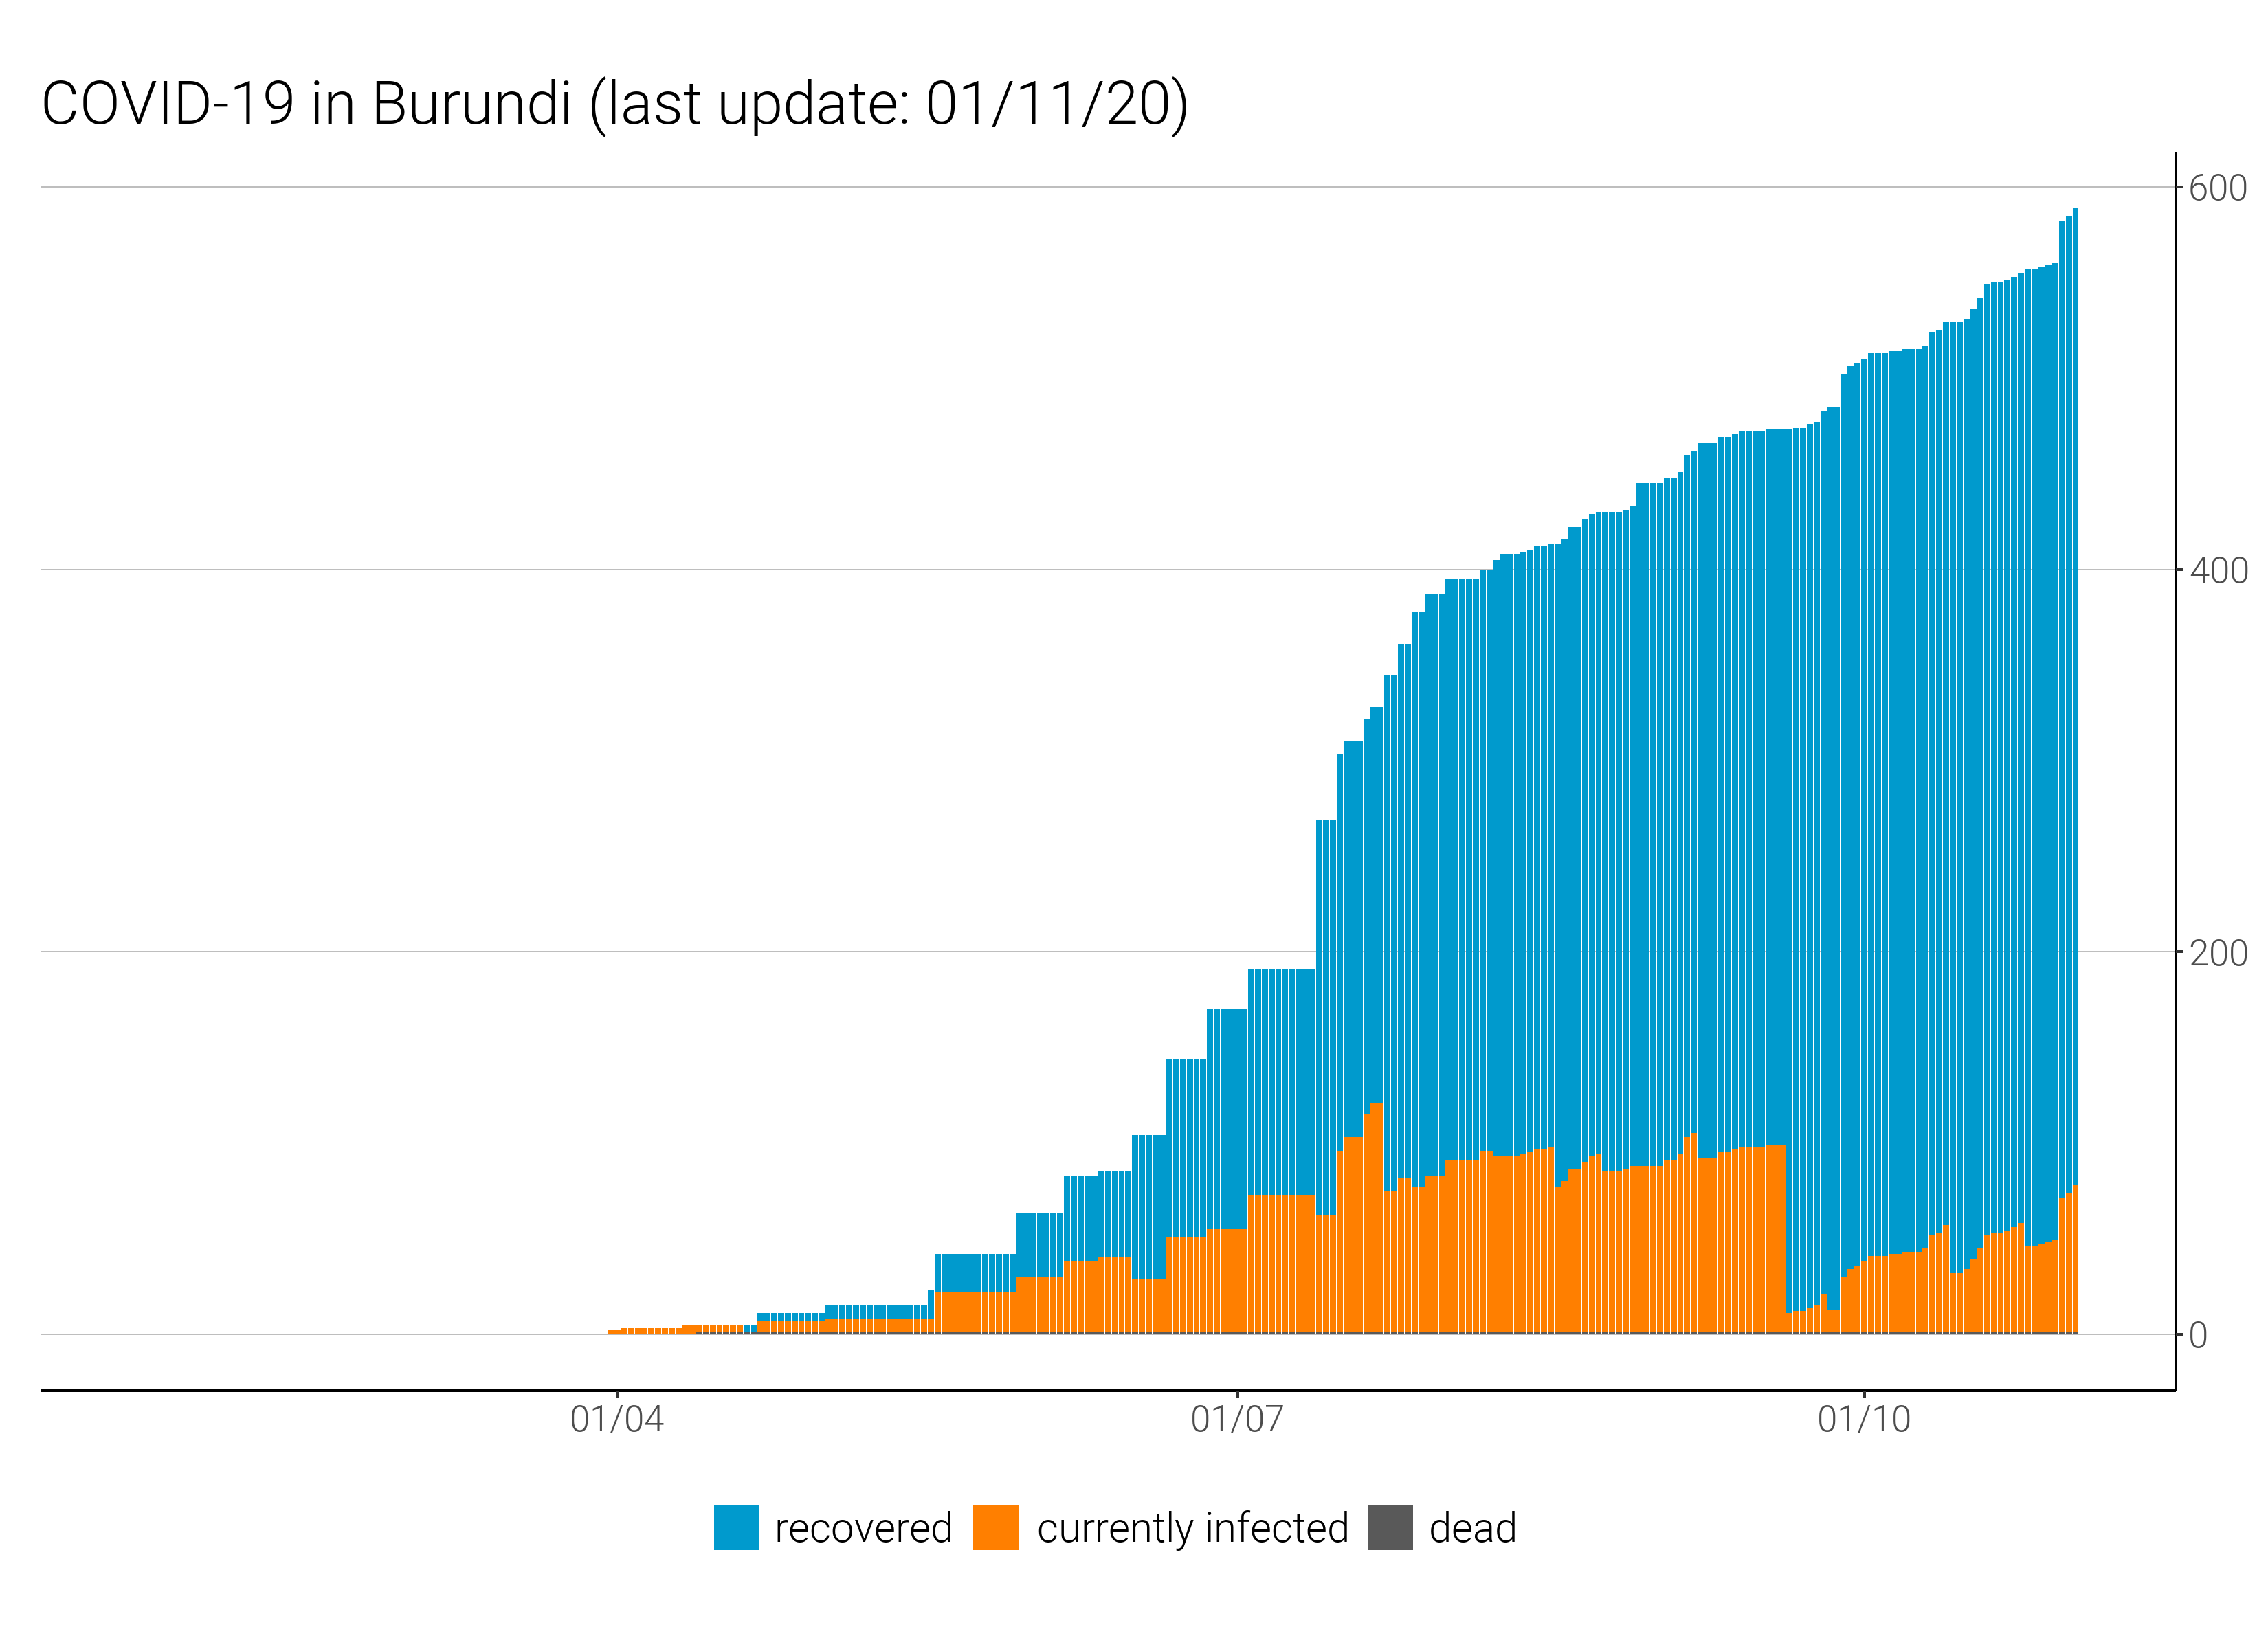 COVID-19 in Burundi (last update: 01/11/20)
600
400
200
0
01/04 01/07 01/10
recovered currently infected dead